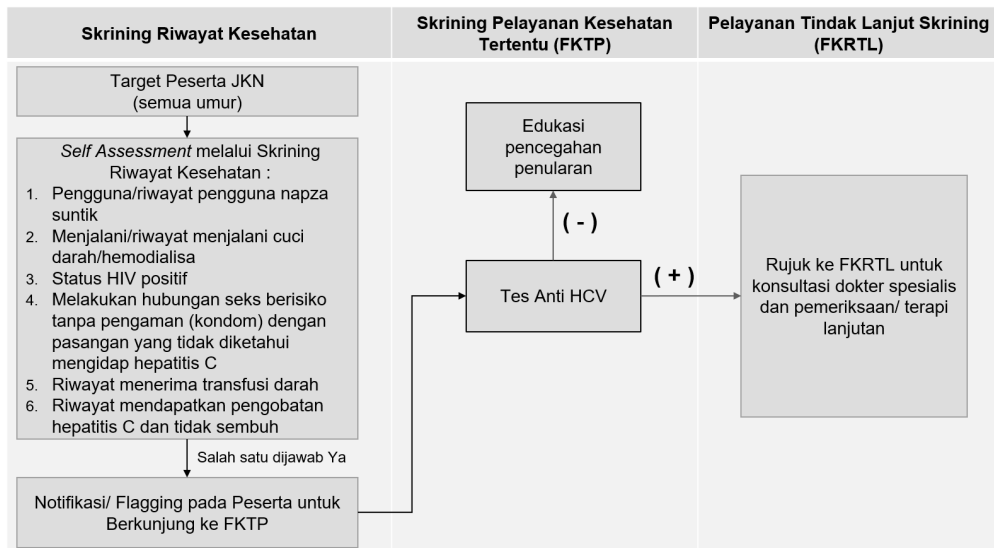 Skrining Riwayat Kesehatan
Skrining Pelayanan Kesehatan
Tertentu (FKTP)
Pelayanan Tindak Lanjut Skrining
(FKRTL)
Target Peserta JKN
(semua umur)
Self Assessment melalui Skrining
Riwayat Kesehatan :
1. Pengguna/riwayat pengguna napza
suntik
2. Menjalani/riwayat menjalani cuci
darah/hemodialisa
3. Status HIV positif
4. Melakukan hubungan seks berisiko
tanpa pengaman (kondom) dengan
pasangan yang tidak diketahui
mengidap hepatitis C
5. Riwayat menerima transfusi darah
6. Riwayat mendapatkan pengobatan
hepatitis C dan tidak sembuh
Salah satu dijawab Ya
Notifikasi/ Flagging pada Peserta untuk
Berkunjung ke FKTP
Edukasi
pencegahan
penularan
( - )
Tes Anti HCV
( + )
Rujuk ke FKRTL untuk
konsultasi dokter spesialis
dan pemeriksaan/ terapi
lanjutan